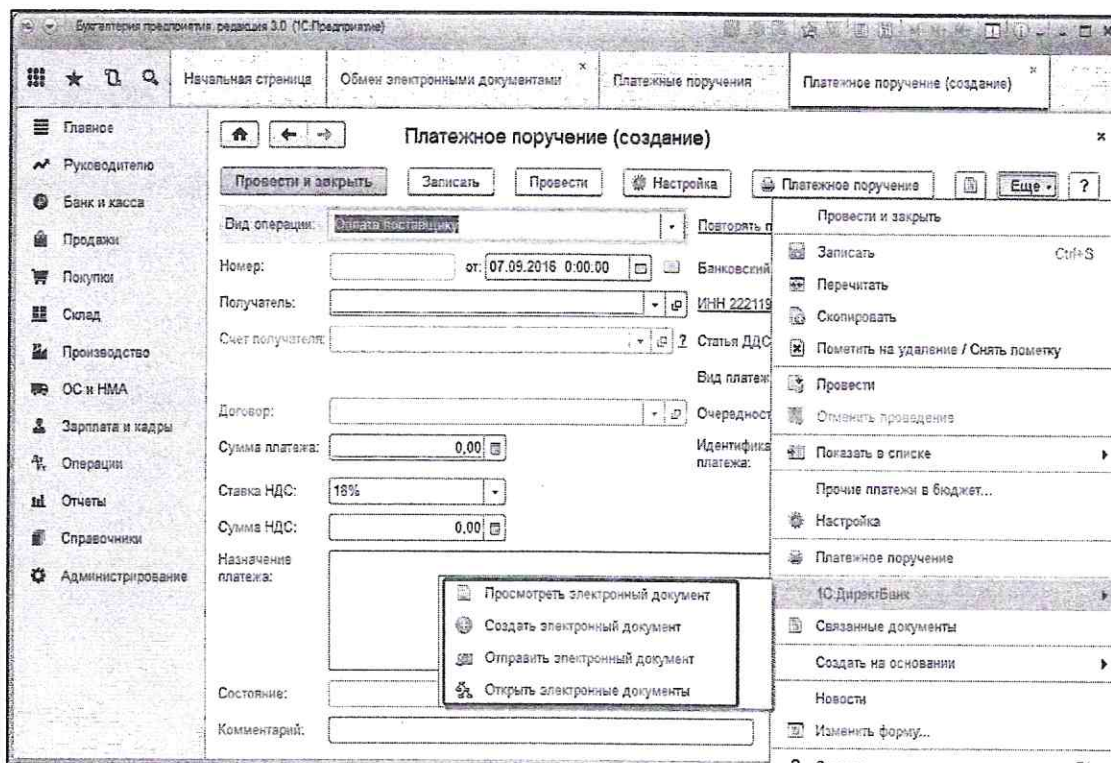 Бухгалтерия предприятия, редакция 3.0 (1С:Предприятие)
M M+ M-
Начальная страница
Обмен электронными документами
Платежные поручения
Платежное поручение (создание)
Главное
Руководителю
Банк и касса
Продажи
Покупки
Склад
Производство
ОС и НМА
Зарплата и кадры
Операции
Отчеты
Справочники
Администрирование
Платежное поручение (создание)
Провести и закрыть
Записать
Провести
Настройка
Платежное поручение
Еще
?
Вид операции: Оплата поставщику
Повторять п
Номер: от: 07.09.2016 0:00:00
Банковский
Получатель:
ИНН 222119
Счет получателя: ?
Статья ДДС
Вид платеж
Договор:
Очередност
Сумма платежа: 0,00
Идентифика
платежа:
Ставка НДС: 18%
Сумма НДС: 0,00
Назначение
платежа:
Состояние:
Комментарий:
Просмотреть электронный документ
Создать электронный документ
Отправить электронный документ
Открыть электронные документы
Провести и закрыть
Записать Ctrl+S
Перечитать
Скопировать
Пометить на удаление / Снять пометку
Провести
Отменить проведение
Показать в списке
Прочие платежи в бюджет...
Настройка
Платежное поручение
1С:ДиректБанк
Связанные документы
Создать на основании
Новости
Изменить форму...